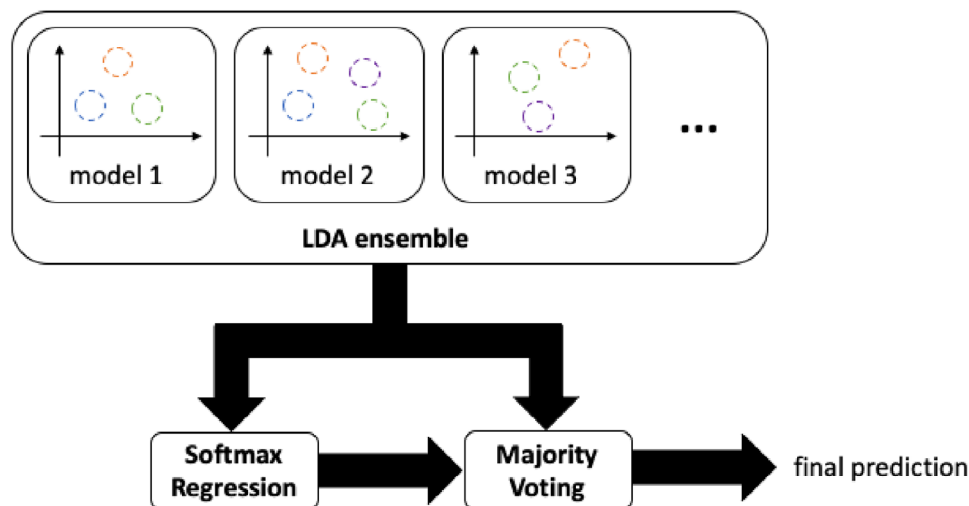 model 1
model 2
model 3
...
LDA ensemble
Softmax
Regression
Majority
Voting
final prediction